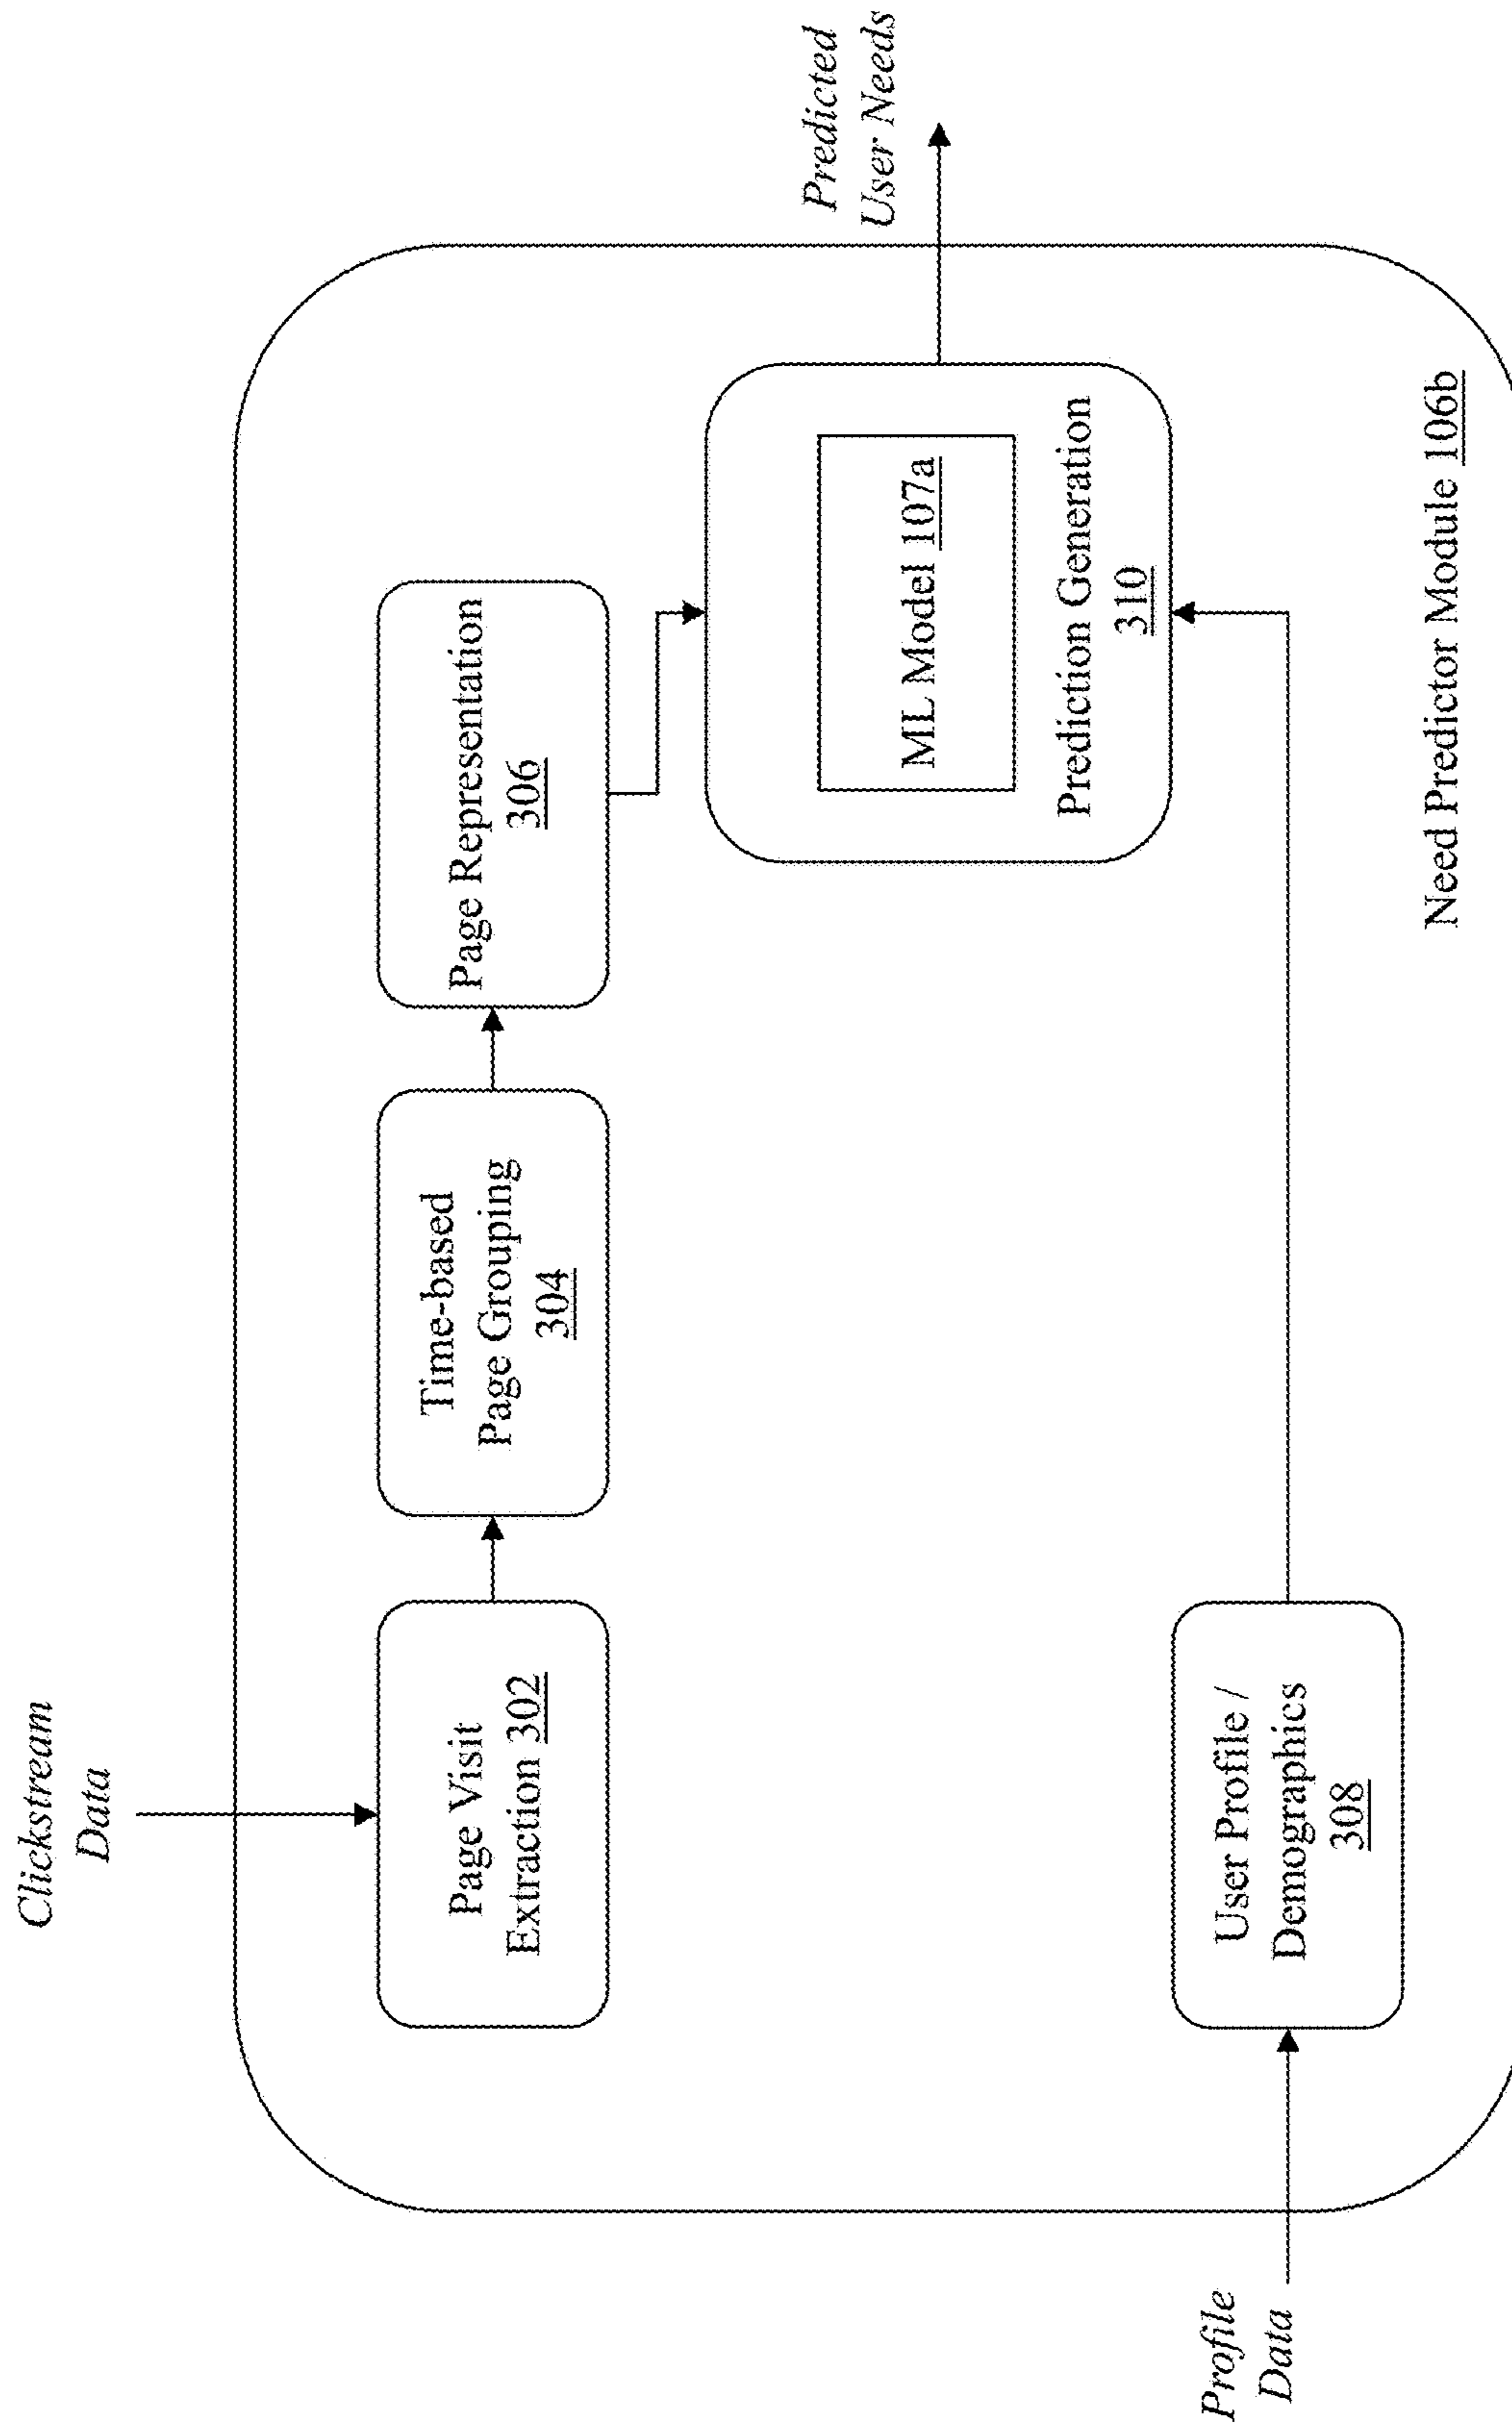 Clickstream
Data
Page Visit
Extraction 302
Time-based
Page Grouping
304
Page Representation
306
ML Model 107a
Prediction Generation
310
Predicted
User Needs
Profile
Data
User Profile /
Demographics
308
Need Predictor Module 106b